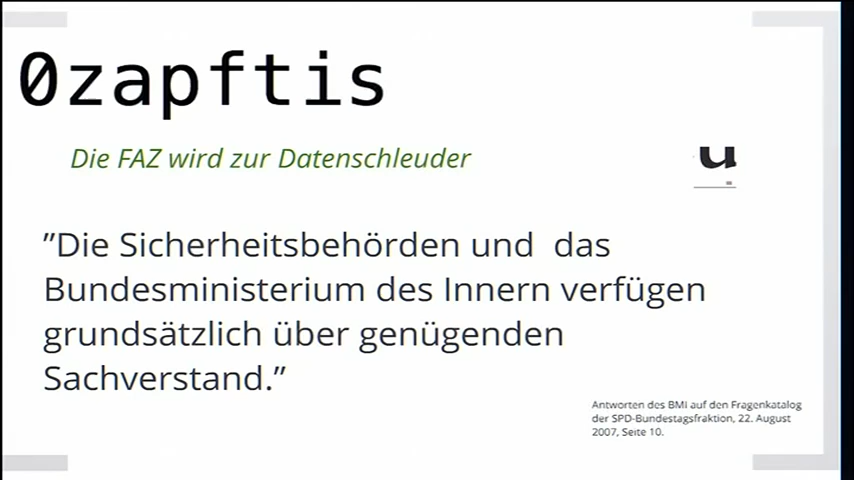 0zapftis
Die FAZ wird zur Datenschleuder
u
"Die Sicherheitsbehörden und das
Bundesministerium des Innern verfügen
grundsätzlich über genügenden
Sachverstand."
Antworten des BMI auf den Fragenkatalog
der SPD-Bundestagsfraktion, 22. August
2007, Seite 10.